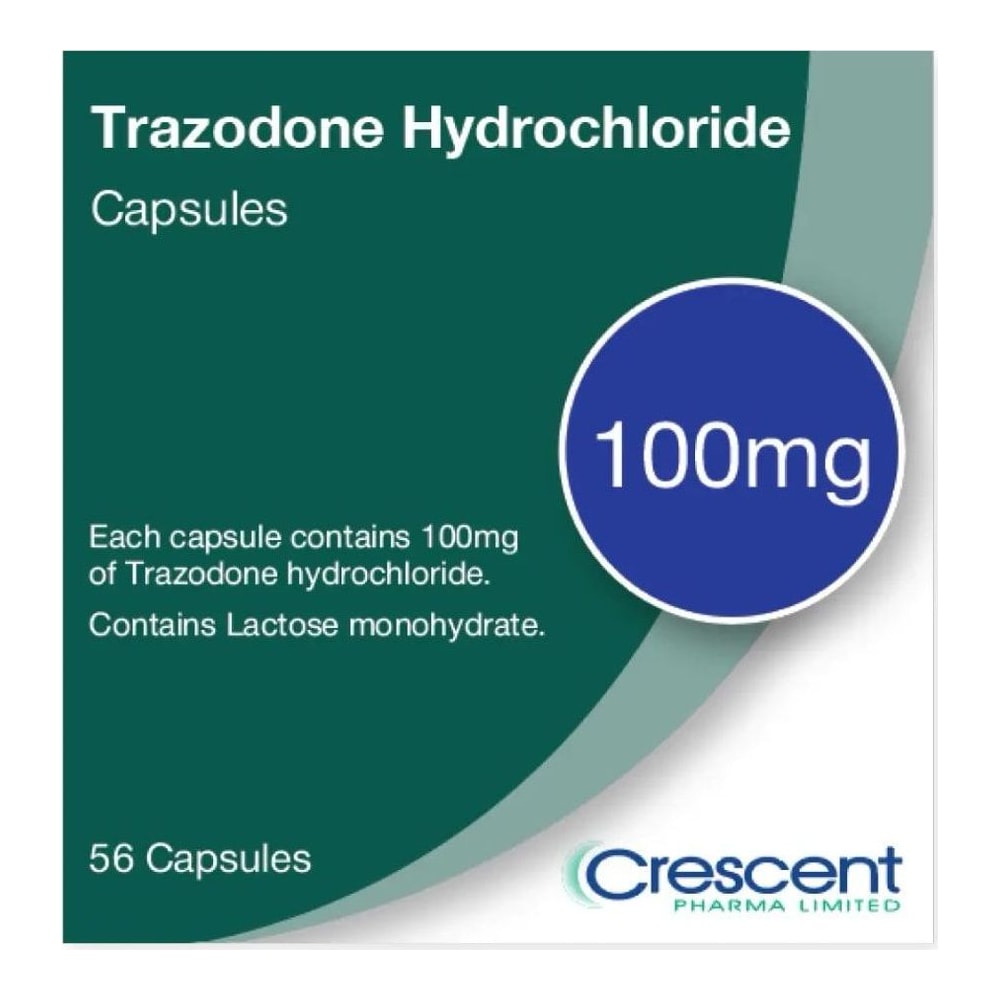 Trazodone Hydrochloride
Capsules
100mg
Each capsule contains 100mg
of Trazodone hydrochloride.
Contains Lactose monohydrate.
56 Capsules
Crescent
PHARMA LIMITED